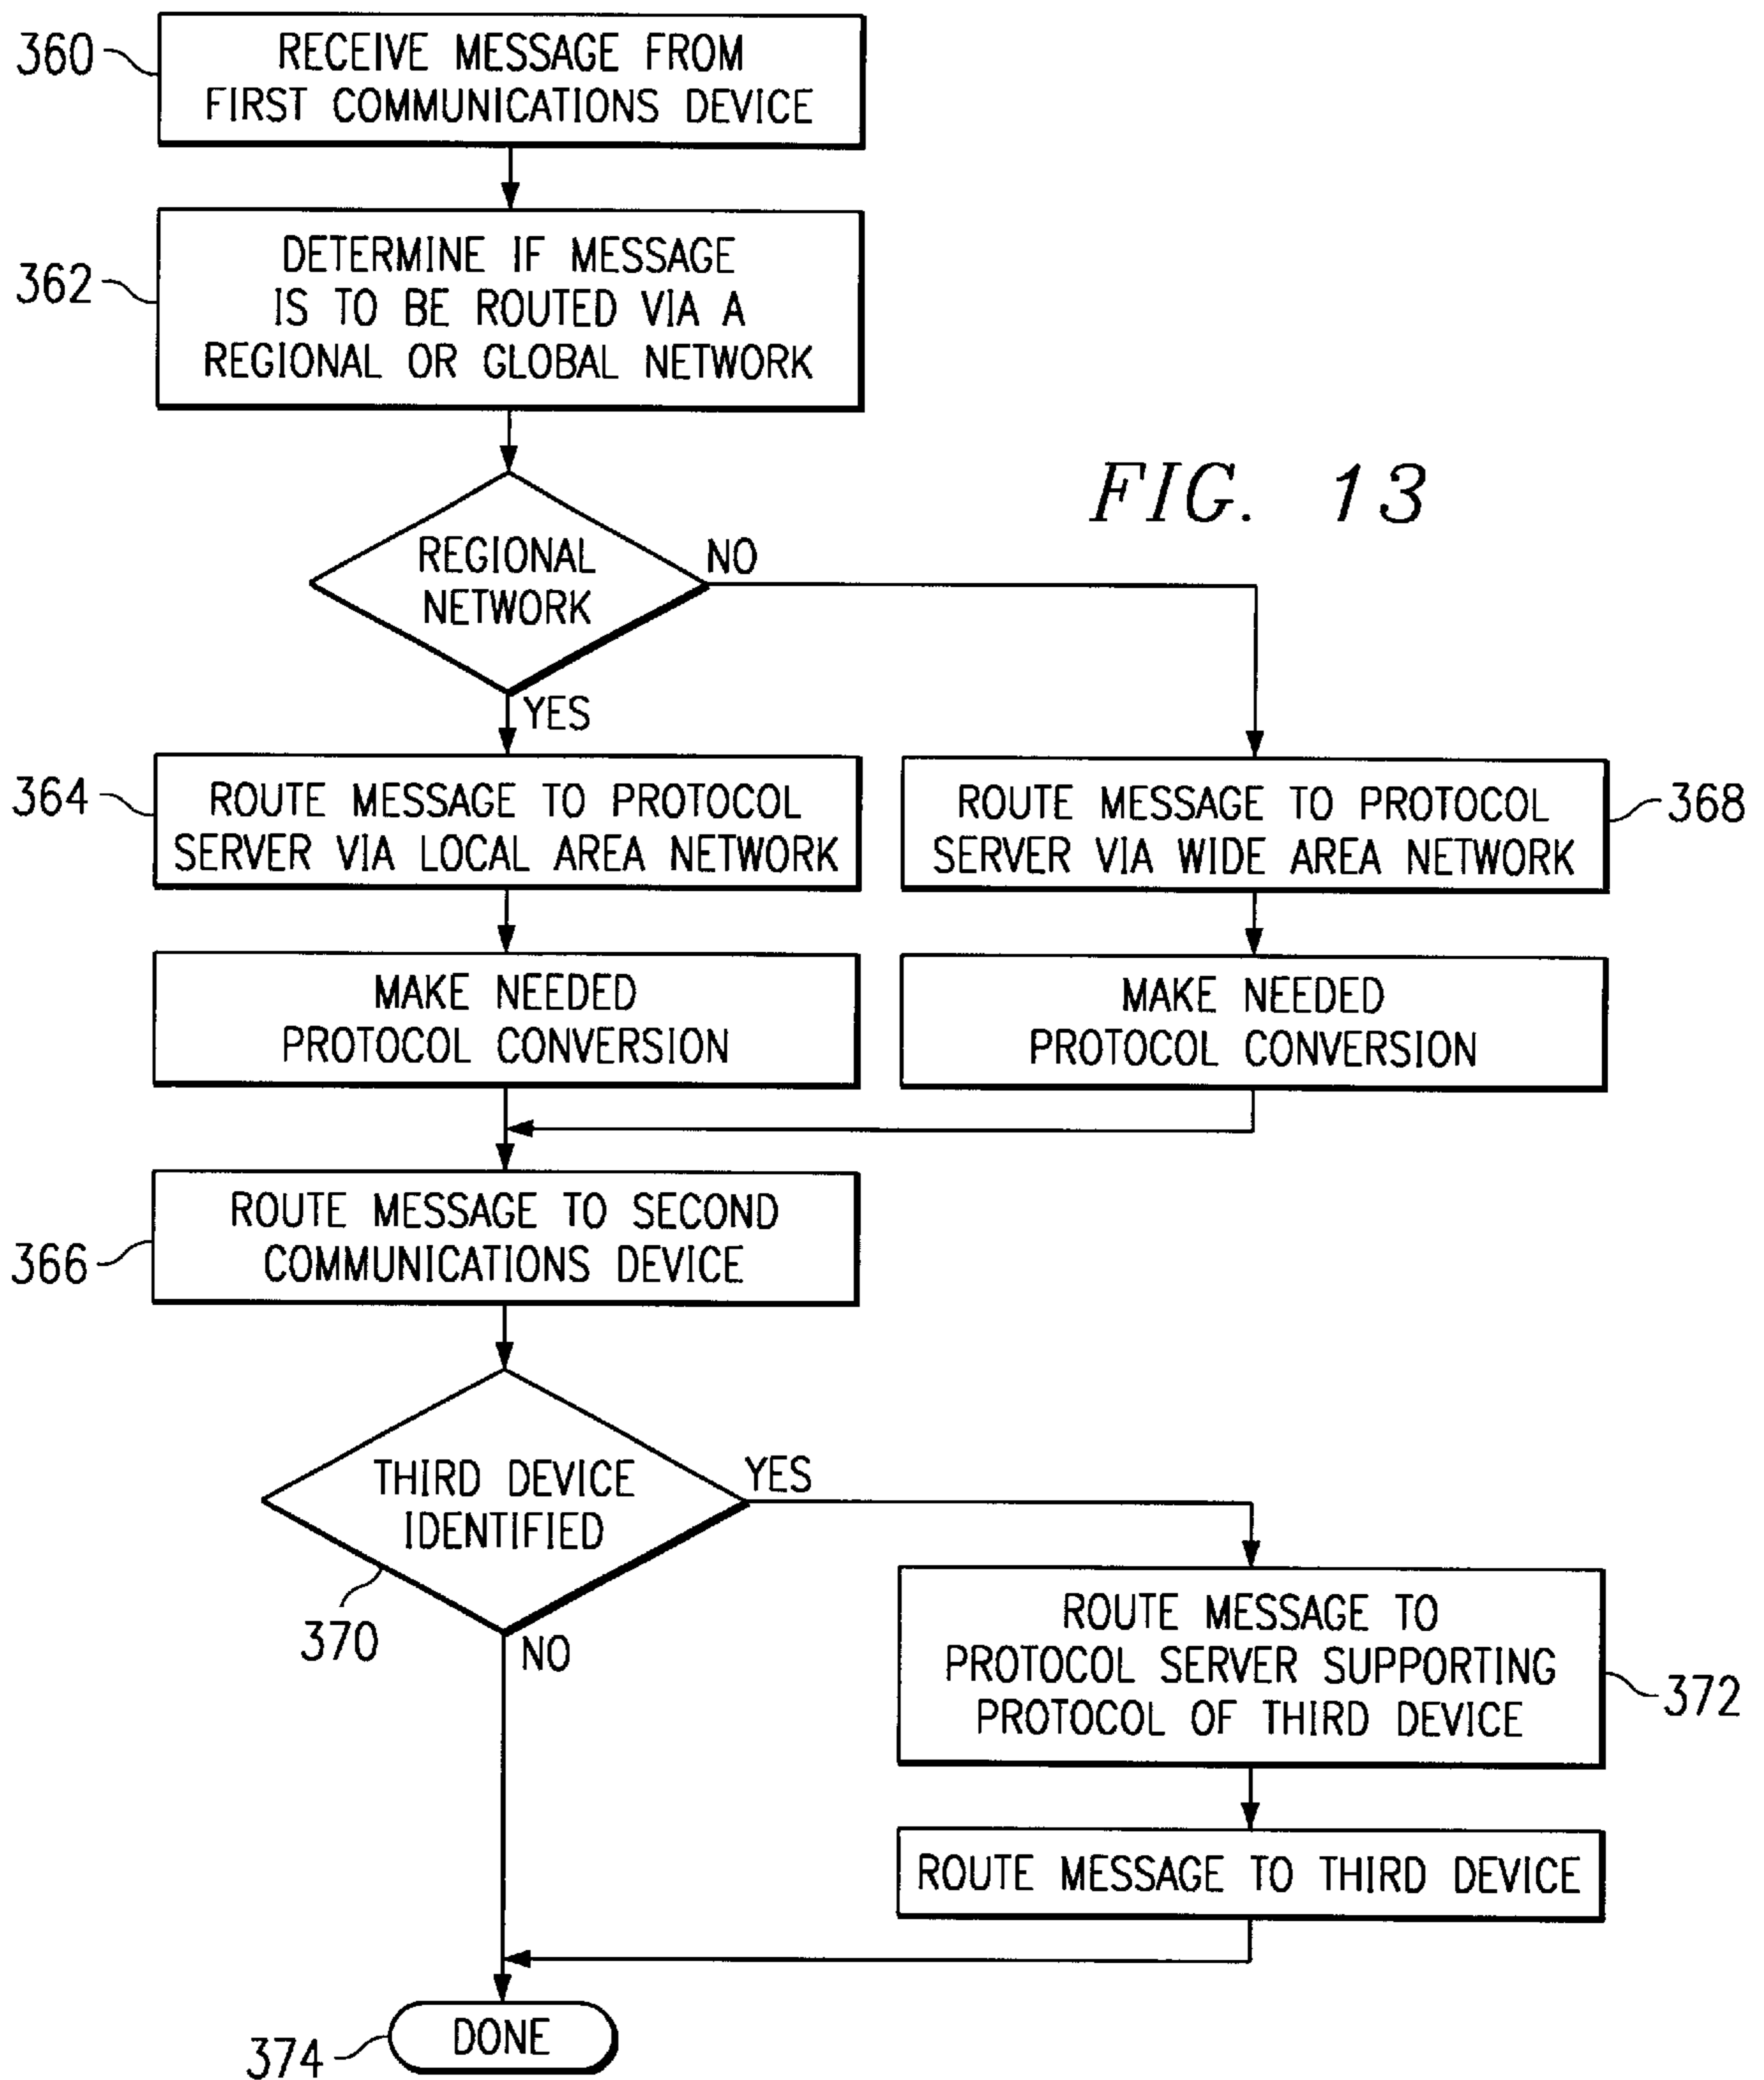 360
RECEIVE MESSAGE FROM
FIRST COMMUNICATIONS DEVICE
362
DETERMINE IF MESSAGE
IS TO BE ROUTED VIA A
REGIONAL OR GLOBAL NETWORK
FIG. 13
REGIONAL
NETWORK
NO
YES
364
ROUTE MESSAGE TO PROTOCOL
SERVER VIA LOCAL AREA NETWORK
ROUTE MESSAGE TO PROTOCOL
SERVER VIA WIDE AREA NETWORK
368
MAKE NEEDED
PROTOCOL CONVERSION
MAKE NEEDED
PROTOCOL CONVERSION
366
ROUTE MESSAGE TO SECOND
COMMUNICATIONS DEVICE
THIRD DEVICE
IDENTIFIED
YES
370
NO
ROUTE MESSAGE TO
PROTOCOL SERVER SUPPORTING
PROTOCOL OF THIRD DEVICE
372
ROUTE MESSAGE TO THIRD DEVICE
DONE
374